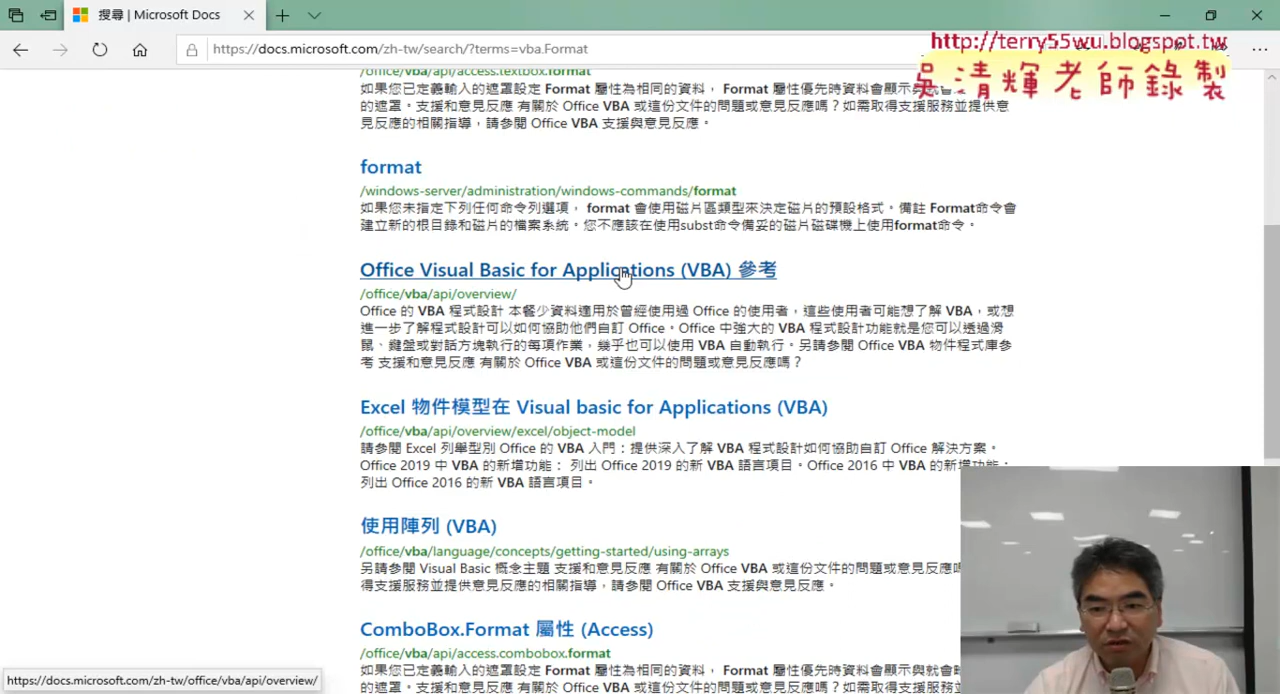 搜尋 | Microsoft Docs
https://docs.microsoft.com/zh-tw/search/?terms=vba.Format
http://terry55wu.blogspot.tw
吳清輝老師錄製
/office/vba/api/access.textbox.format
如果您已定義輸入的遮罩設定 Format 屬性為相同的資料， Format 屬性優先時資料會顯示與就會
的遮罩。支援和意見反應 有關於 Office VBA 或這份文件的問題或意見反應嗎？如需取得支援服務並提供意
見反應的相關指導，請參閱 Office VBA 支援與意見反應。
format
/windows-server/administration/windows-commands/format
如果您未指定下列任何命令列選項， format 會使用磁片區類型來決定磁片的預設格式。備註 Format命令會
建立新的根目錄和磁片的檔案系統。您不應該在使用subst命令備妥的磁片磁碟機上使用format命令。
Office Visual Basic for Applications (VBA) 參考
/office/vba/api/overview/
Office 的 VBA 程式設計 本餐少資料適用於曾經使用過 Office 的使用者，這些使用者可能想了解 VBA，或想
進一步了解程式設計可以如何協助他們自訂 Office。Office 中強大的 VBA 程式設計功能就是您可以透過滑
鼠、鍵盤或對話方塊執行的每項作業，幾乎也可以使用 VBA 自動執行。另請參閱 Office VBA 物件程式庫參
考 支援和意見反應 有關於 Office VBA 或這份文件的問題或意見反應嗎？
Excel 物件模型在 Visual basic for Applications (VBA)
/office/vba/api/overview/excel/object-model
請參閱 Excel 列舉型別 Office 的 VBA 入門：提供深入了解 VBA 程式設計如何協助自訂 Office 解決方案。
Office 2019 中 VBA 的新增功能： 列出 Office 2019 的新 VBA 語言項目。Office 2016 中 VBA 的新增功能：
列出 Office 2016 的新 VBA 語言項目。
使用陣列 (VBA)
/office/vba/language/concepts/getting-started/using-arrays
另請參閱 Visual Basic 概念主題 支援和意見反應 有關於 Office VBA 或這份文件的問題或意見反應
得支援服務並提供意見反應的相關指導，請參閱 Office VBA 支援與意見反應。
ComboBox.Format 屬性 (Access)
/office/vba/api/access.combobox.format
如果您已定義輸入的遮罩設定 Format 屬性為相同的資料， Format 屬性優先時資料會顯示與就會
的遮罩。支援和意見反應 有關於 Office VBA 或這份文件的問題或意見反應嗎？如需取得支援服
https://docs.microsoft.com/zh-tw/office/vba/api/overview/